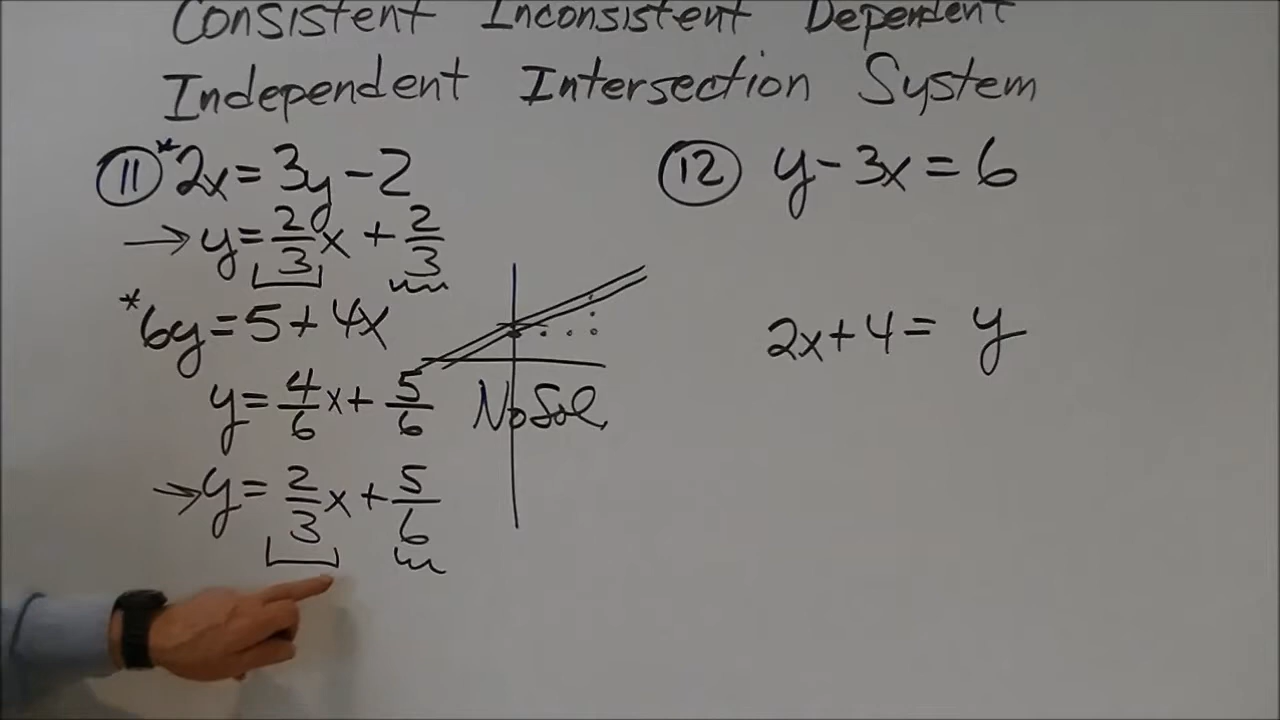 Consistent Inconsistent Dependent
Independent Intersection System
⑪ *2x = 3y - 2
→ y = 2/3 x + 2/3
*6y = 5 + 4x
y = 4/6 x + 5/6
→ y = 2/3 x + 5/6
No Sol.
⑫ y - 3x = 6
2x + 4 = y